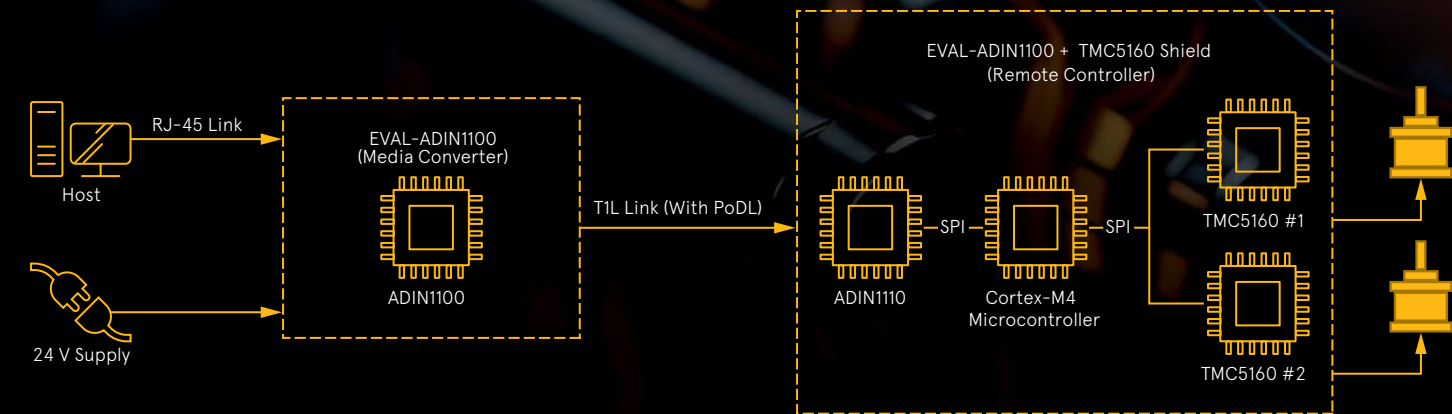 RJ-45 Link
Host
24 V Supply
EVAL-ADIN1100
(Media Converter)
ADIN1100
T1L Link (With PoDL)
EVAL-ADIN1100 + TMC5160 Shield
(Remote Controller)
ADIN1110
SPI
Cortex-M4
Microcontroller
SPI
TMC5160 #1
TMC5160 #2